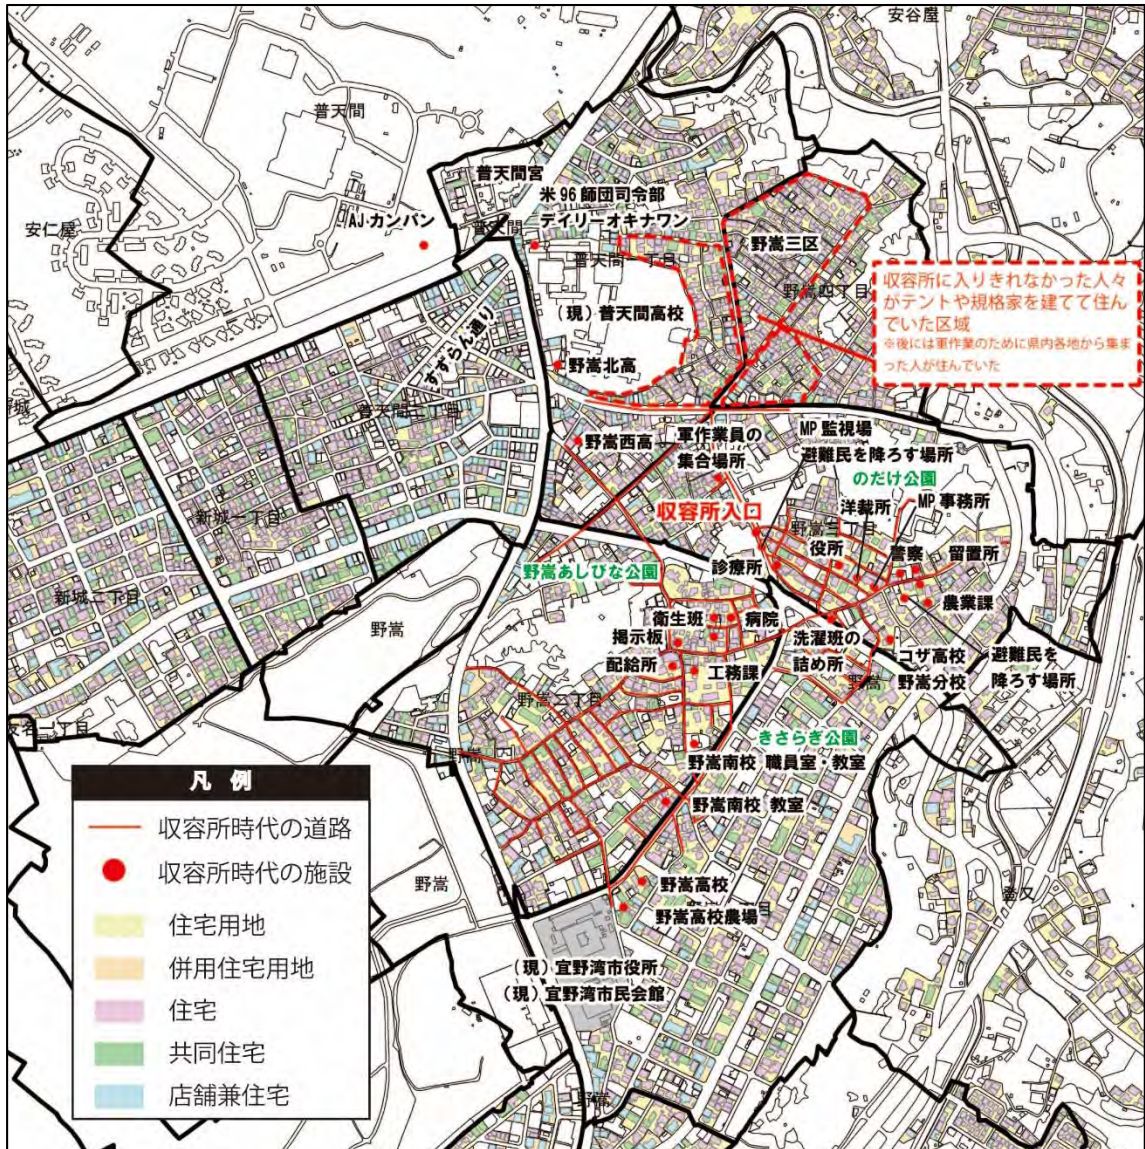 安谷屋
普天間
普天間宮
米96師団司令部
デイリーオキナワン
AJカンパン
普天間
安仁屋
普天間一丁目
野嵩三区
野嵩四丁目
収容所に入りきれなかった人々
がテントや規格家を建てて住ん
でいた区域
※後には軍作業のために県内各地から集ま
った人が住んでいた
(現)普天間高校
すずらん通り
野嵩北高
普天間二丁目
野嵩西高
軍作業員の
集合場所
MP監視場
避難民を降ろす場所
のだけ公園
洋裁所
MP事務所
収容所入口
新城一丁目
野嵩三丁目
役所
警察
留置所
診療所
野嵩あしびな公園
新城二丁目
農業課
野嵩
衛生班
病院
掲示板
洗濯班の
詰め所
コザ高校
野嵩分校
避難民を
降ろす場所
配給所
工務課
野嵩二丁目
きさらぎ公園
野嵩南校 職員室・教室
野嵩南校 教室
凡例
収容所時代の道路
収容所時代の施設
住宅用地
併用住宅用地
住宅
共同住宅
店舗兼住宅
野嵩
野嵩高校
野嵩高校農場
登又
(現)宜野湾市役所
(現)宜野湾市民会館
野嵩